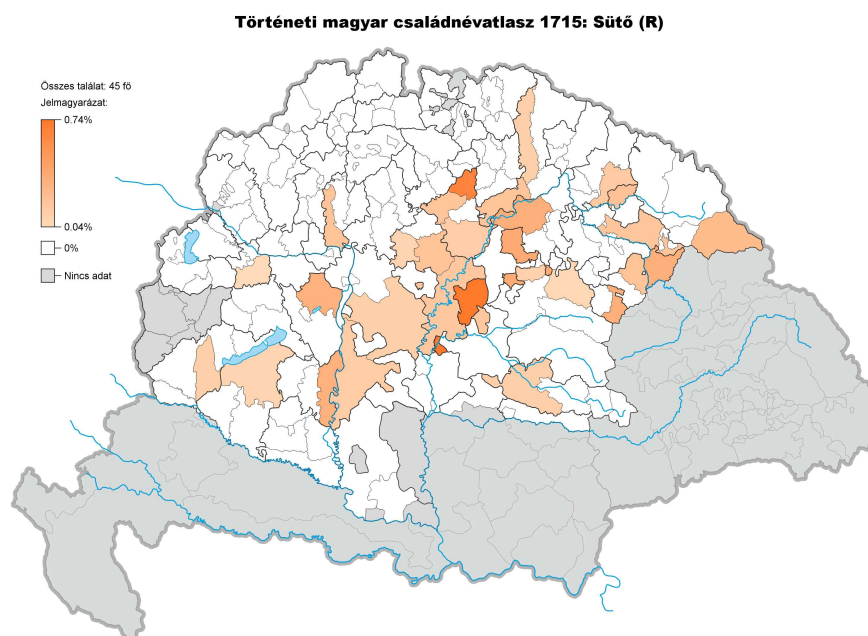 Történeti magyar családnévatlasz 1715: Sütő (R)
Összes találat: 45 fő
Jelmagyarázat:
0.74%
0.04%
0%
Nincs adat